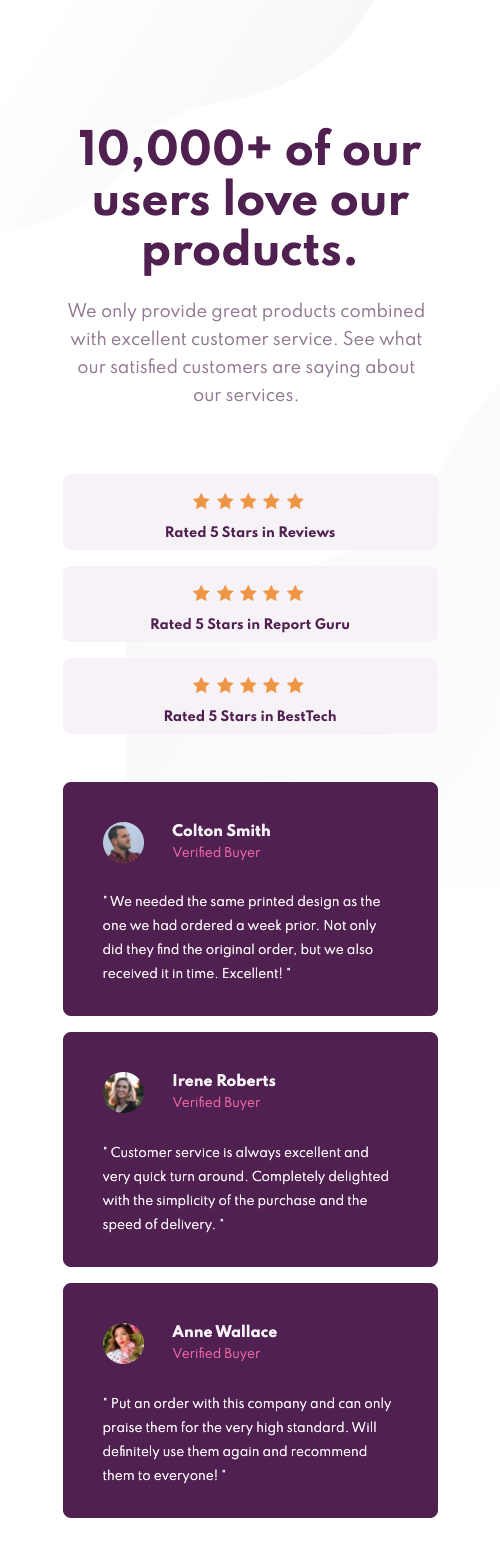 10,000+ of our
users love our
products.
We only provide great products combined
with excellent customer service. See what
our satisfied customers are saying about
our services.
Rated 5 Stars in Reviews
Rated 5 Stars in Report Guru
Rated 5 Stars in BestTech
Colton Smith
Verified Buyer
" We needed the same printed design as the
one we had ordered a week prior. Not only
did they find the original order, but we also
received it in time. Excellent! "
Irene Roberts
Verified Buyer
" Customer service is always excellent and
very quick turn around. Completely delighted
with the simplicity of the purchase and the
speed of delivery. "
Anne Wallace
Verified Buyer
" Put an order with this company and can only
praise them for the very high standard. Will
definitely use them again and recommend
them to everyone! "